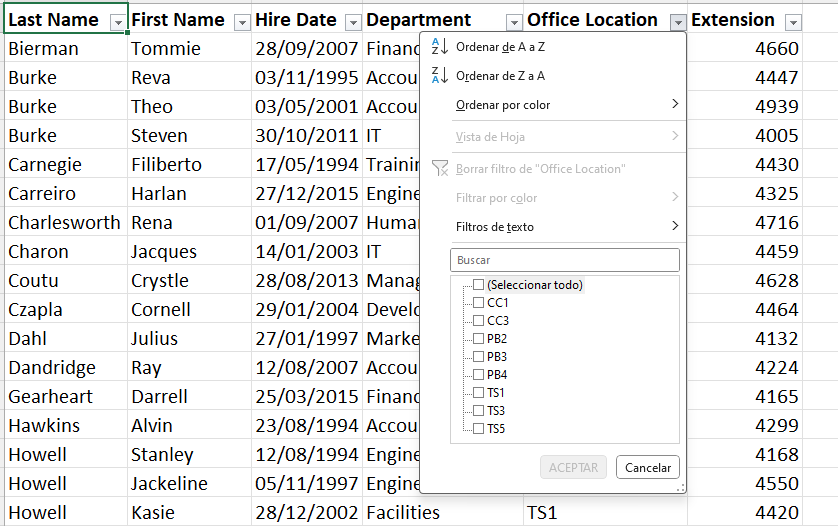 Last Name First Name Hire Date Department Office Location Extension
Bierman Tommie 28/09/2007 Financ 4660
Burke Reva 03/11/1995 Accou 4447
Burke Theo 03/05/2001 Accou 4939
Burke Steven 30/10/2011 IT 4005
Carnegie Filiberto 17/05/1994 Trainin 4430
Carreiro Harlan 27/12/2015 Engine 4325
Charlesworth Rena 01/09/2007 Human 4716
Charon Jacques 14/01/2003 IT 4459
Coutu Crystle 28/08/2013 Manag 4628
Czapla Cornell 29/01/2004 Develo 4464
Dahl Julius 27/01/1997 Marke 4132
Dandridge Ray 12/08/2007 Accou 4224
Gearheart Darrell 25/03/2015 Financ 4165
Hawkins Alvin 23/08/1994 Accou 4299
Howell Stanley 12/08/1994 Engine 4168
Howell Jackeline 05/11/1997 Engine 4550
Howell Kasie 28/12/2002 Facilities TS1 4420
Ordenar de A a Z
Ordenar de Z a A
Ordenar por color
Vista de Hoja
Borrar filtro de "Office Location"
Filtrar por color
Filtros de texto
Buscar
(Seleccionar todo)
CC1
CC3
PB2
PB3
PB4
TS1
TS3
TS5
ACEPTAR Cancelar